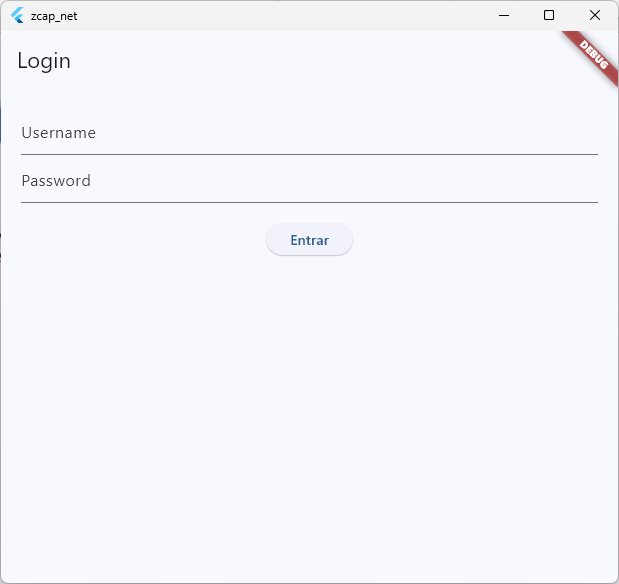 zcap_net
DEBUG
Login
Username
Password
Entrar